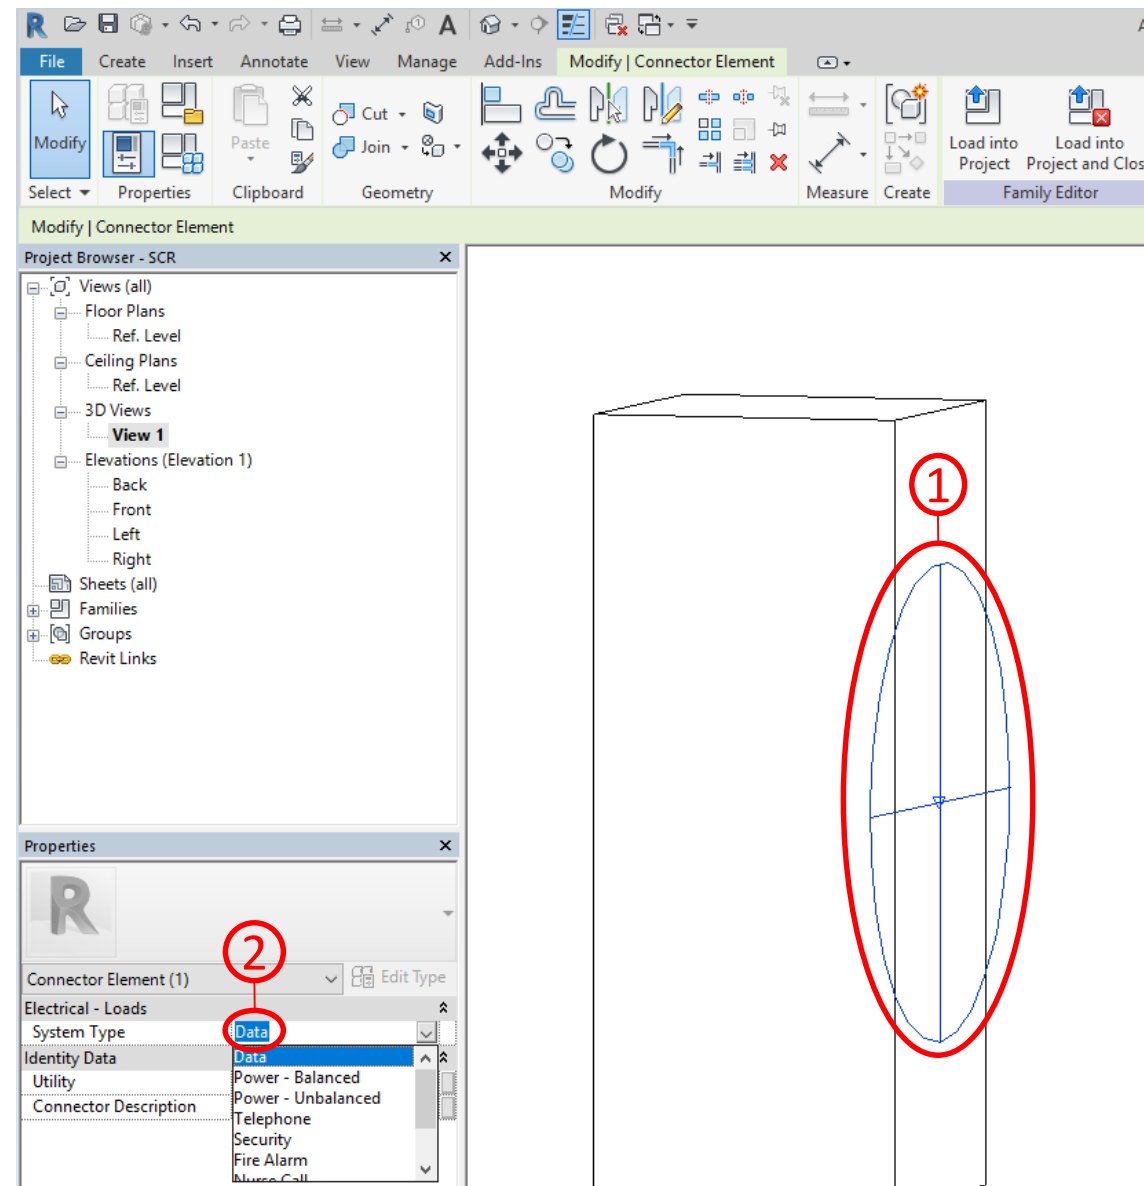 A
File Create Insert Annotate View Manage Add-Ins Modify | Connector Element
Modify
Paste
Cut
Join
Load into Project
Load into Project and Clos
Select Properties Clipboard Geometry Modify Measure Create Family Editor
Modify | Connector Element
Project Browser - SCR
Views (all)
Floor Plans
Ref. Level
Ceiling Plans
Ref. Level
3D Views
View 1
Elevations (Elevation 1)
Back
Front
Left
Right
Sheets (all)
Families
Groups
Revit Links
1
Properties
R
2
Connector Element (1) Edit Type
Electrical - Loads
System Type Data
Identity Data
Utility
Connector Description
Data
Power - Balanced
Power - Unbalanced
Telephone
Security
Fire Alarm
Nurse Call